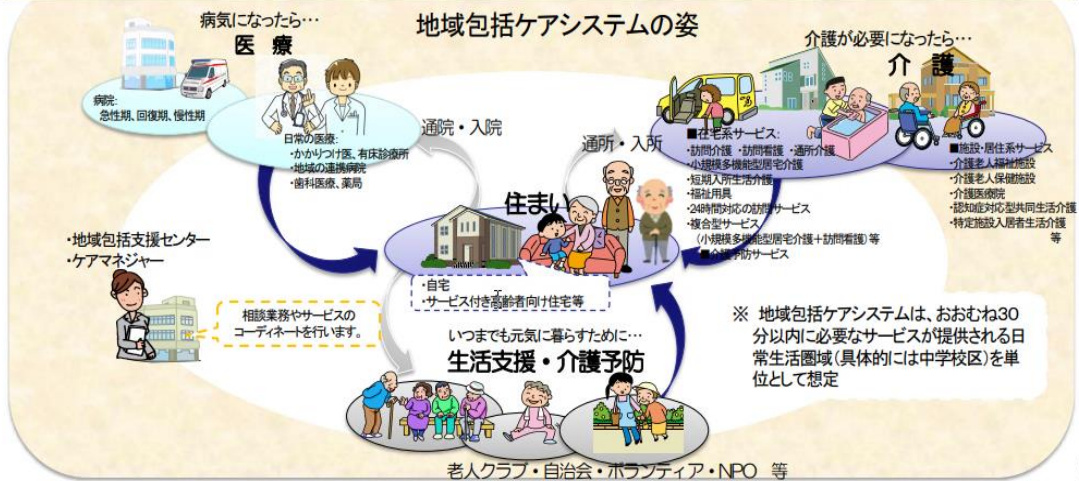 地域包括ケアシステムの姿
病気になったら…
医 療
病院:
急性期、回復期、慢性期
日常の医療:
・かかりつけ医、有床診療所
・地域の連携病院
・歯科医療、薬局
通院・入院
通所・入所
介護が必要になったら…
介 護
■在宅系サービス:
・訪問介護 ・訪問看護 ・通所介護
・小規模多機能型居宅介護
・短期入所生活介護
・福祉用具
・24時間対応の訪問サービス
・複合型サービス
(小規模多機能型居宅介護+訪問看護) 等
■介護予防サービス
■施設・居住系サービス
・介護老人福祉施設
・介護老人保健施設
・介護医療院
・認知症対応型共同生活介護
・特定施設入居者生活介護
等
住まい
・自宅
・サービス付き高齢者向け住宅等
・地域包括支援センター
・ケアマネジャー
相談業務やサービスの
コーディネートを行います。
いつまでも元気に暮らすために…
生活支援・介護予防
老人クラブ・自治会・ボランティア・NPO 等
※ 地域包括ケアシステムは、おおむね30
分以内に必要なサービスが提供される日
常生活圏域(具体的には中学校区)を単
位として想定